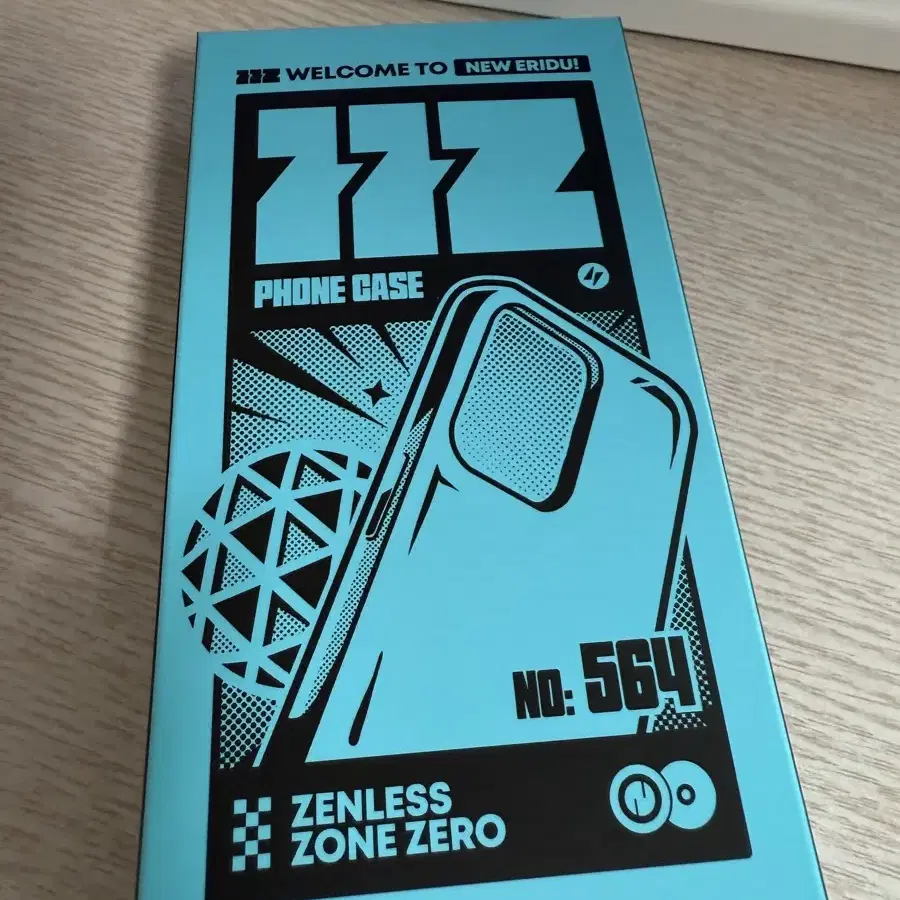 ZZZ WELCOME TO NEW ERIDU!
ZZZ
PHONE CASE
NO: 564
ZENLESS
ZONE ZERO